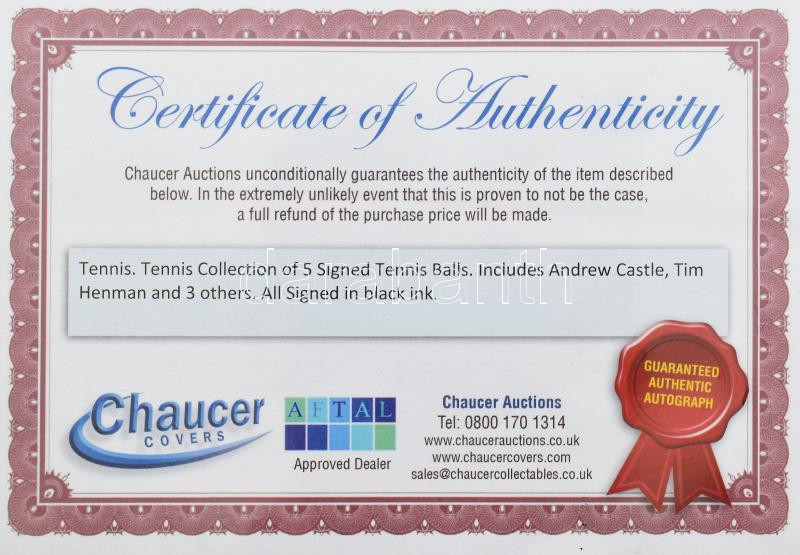 Certificate of Authenticity
Chaucer Auctions unconditionally guarantees the authenticity of the item described
below. In the extremely unlikely event that this is proven to not be the case,
a full refund of the purchase price will be made.
Tennis. Tennis Collection of 5 Signed Tennis Balls. Includes Andrew Castle, Tim
Henman and 3 others. All Signed in black ink.
darabanth
GUARANTEED
AUTHENTIC
AUTOGRAPH
Chaucer
COVERS
AFTAL
Approved Dealer
Chaucer Auctions
Tel: 0800 170 1314
www.chaucerauctions.co.uk
www.chaucercovers.com
sales@chaucercollectables.co.uk